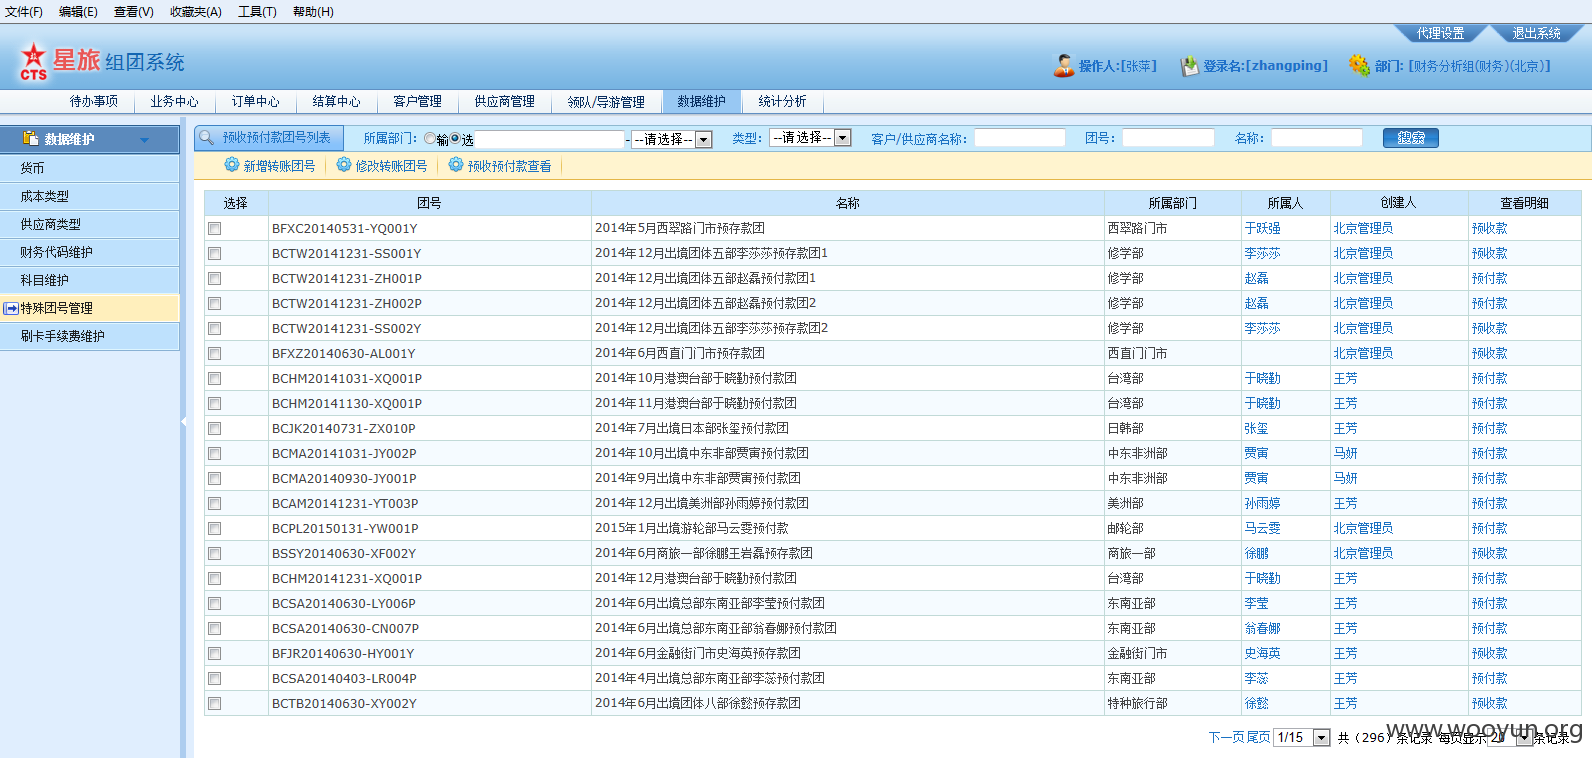 文件(F) 编辑(E) 查看(V) 收藏夹(A) 工具(T) 帮助(H)
代理设置 退出系统
CTS 星旅 组团系统
操作人:[张萍] 登录名:[zhangping] 部门: [财务分析组(财务)(北京)]
待办事项 业务中心 订单中心 结算中心 客户管理 供应商管理 领队/导游管理 数据维护 统计分析
数据维护
货币
成本类型
供应商类型
财务代码维护
科目维护
特殊团号管理
刷卡手续费维护
预收预付款团号列表 所属部门: 输 选 - --请选择-- 类型: --请选择-- 客户/供应商名称: 团号: 名称: 搜索
新增转账团号 修改转账团号 预收预付款查看
选择 团号 名称 所属部门 所属人 创建人 查看明细
BFXC20140531-YQ001Y 2014年5月西翠路门市预存款团 西翠路门市 于跃强 北京管理员 预收款
BCTW20141231-SS001Y 2014年12月出境团体五部李莎莎预存款团1 修学部 李莎莎 北京管理员 预收款
BCTW20141231-ZH001P 2014年12月出境团体五部赵磊预付款团1 修学部 赵磊 北京管理员 预付款
BCTW20141231-ZH002P 2014年12月出境团体五部赵磊预付款团2 修学部 赵磊 北京管理员 预付款
BCTW20141231-SS002Y 2014年12月出境团体五部李莎莎预存款团2 修学部 李莎莎 北京管理员 预收款
BFXZ20140630-AL001Y 2014年6月西直门门市预存款团 西直门门市 北京管理员 预收款
BCHM20141031-XQ001P 2014年10月港澳台部于晓勤预付款团 台湾部 于晓勤 王芳 预付款
BCHM20141130-XQ001P 2014年11月港澳台部于晓勤预付款团 台湾部 于晓勤 王芳 预付款
BCJK20140731-ZX010P 2014年7月出境日本部张玺预付款团 日韩部 张玺 王芳 预付款
BCMA20141031-JY002P 2014年10月出境中东非部贾寅预付款团 中东非洲部 贾寅 马妍 预付款
BCMA20140930-JY001P 2014年9月出境中东非部贾寅预付款团 中东非洲部 贾寅 马妍 预付款
BCAM20141231-YT003P 2014年12月出境美洲部孙雨婷预付款团 美洲部 孙雨婷 王芳 预付款
BCPL20150131-YW001P 2015年1月出境游轮部马云雯预付款 邮轮部 马云雯 北京管理员 预付款
BSSY20140630-XF002Y 2014年6月商旅一部徐鹏王岩磊预存款团 商旅一部 徐鹏 北京管理员 预收款
BCHM20141231-XQ001P 2014年12月港澳台部于晓勤预付款团 台湾部 于晓勤 王芳 预付款
BCSA20140630-LY006P 2014年6月出境总部东南亚部李莹预付款团 东南亚部 李莹 王芳 预付款
BCSA20140630-CN007P 2014年6月出境总部东南亚部翁春娜预付款团 东南亚部 翁春娜 王芳 预付款
BFJR20140630-HY001Y 2014年6月金融街门市史海英预存款团 金融街门市 史海英 王芳 预收款
BCSA20140403-LR004P 2014年4月出境总部东南亚部李蕊预付款团 东南亚部 李蕊 王芳 预付款
BCTB20140630-XY002Y 2014年6月出境团体八部徐懿预存款团 特种旅行部 徐懿 王芳 预收款
下一页 尾页 1/15 共（296）条记录 每页显示 20 条记录
www.wooyun.org